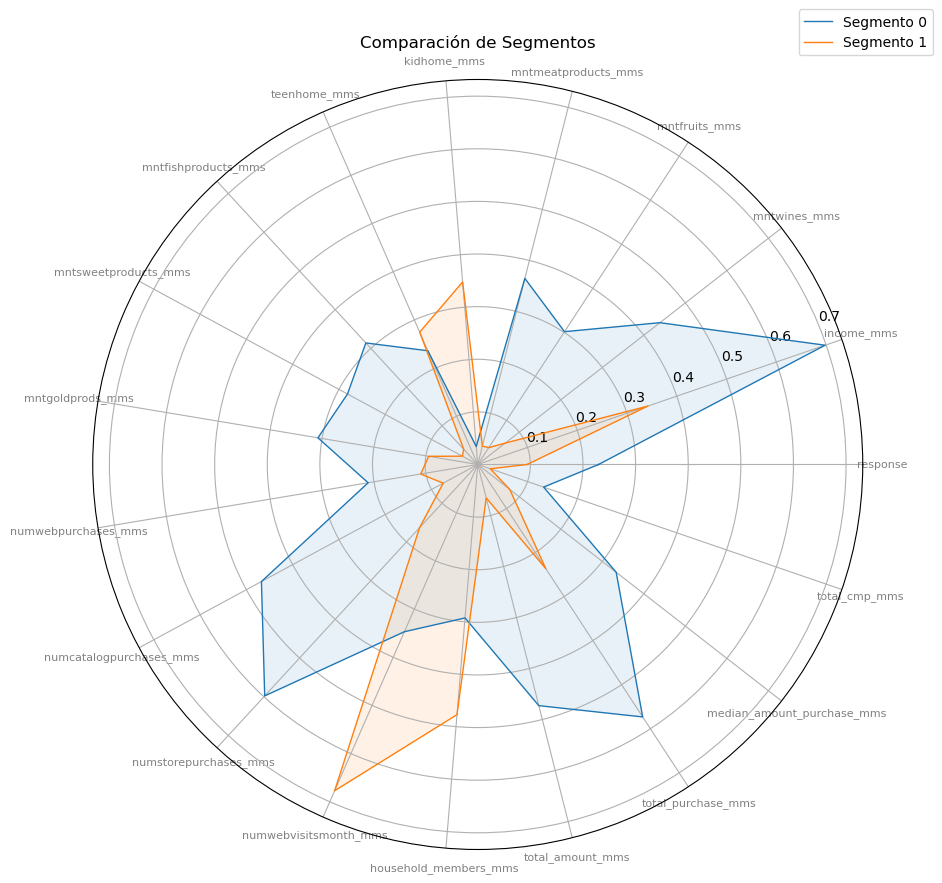 Segmento 0
Segmento 1
Comparación de Segmentos
kidhome_mms
mntmeatproducts_mms
teenhome_mms
mntfruits_mms
mntfishproducts_mms
mntwines_mms
mntsweetproducts_mms
0.7
income_mms
0.6
0.5
0.4
mntgoldprods_mms
0.3
0.2
0.1
response
numwebpurchases_mms
total_cmp_mms
numcatalogpurchases_mms
median_amount_purchase_mms
numstorepurchases_mms
total_purchase_mms
numwebvisitsmonth_mms
total_amount_mms
household_members_mms